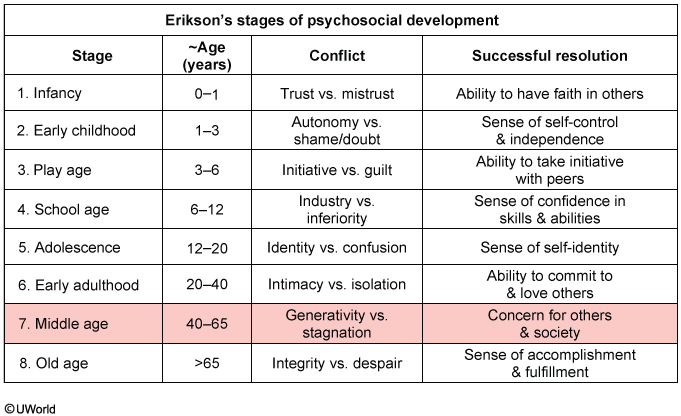 Erikson's stages of psychosocial development
Stage
~Age
(years)
Conflict
Successful resolution
1. Infancy
0–1
Trust vs. mistrust
Ability to have faith in others
2. Early childhood
1–3
Autonomy vs.
shame/doubt
Sense of self-control
& independence
3. Play age
3–6
Initiative vs. guilt
Ability to take initiative
with peers
4. School age
6–12
Industry vs.
inferiority
Sense of confidence in
skills & abilities
5. Adolescence
12–20
Identity vs. confusion
Sense of self-identity
6. Early adulthood
20–40
Intimacy vs. isolation
Ability to commit to
& love others
7. Middle age
40–65
Generativity vs.
stagnation
Concern for others
& society
8. Old age
>65
Integrity vs. despair
Sense of accomplishment
& fulfillment
©UWorld